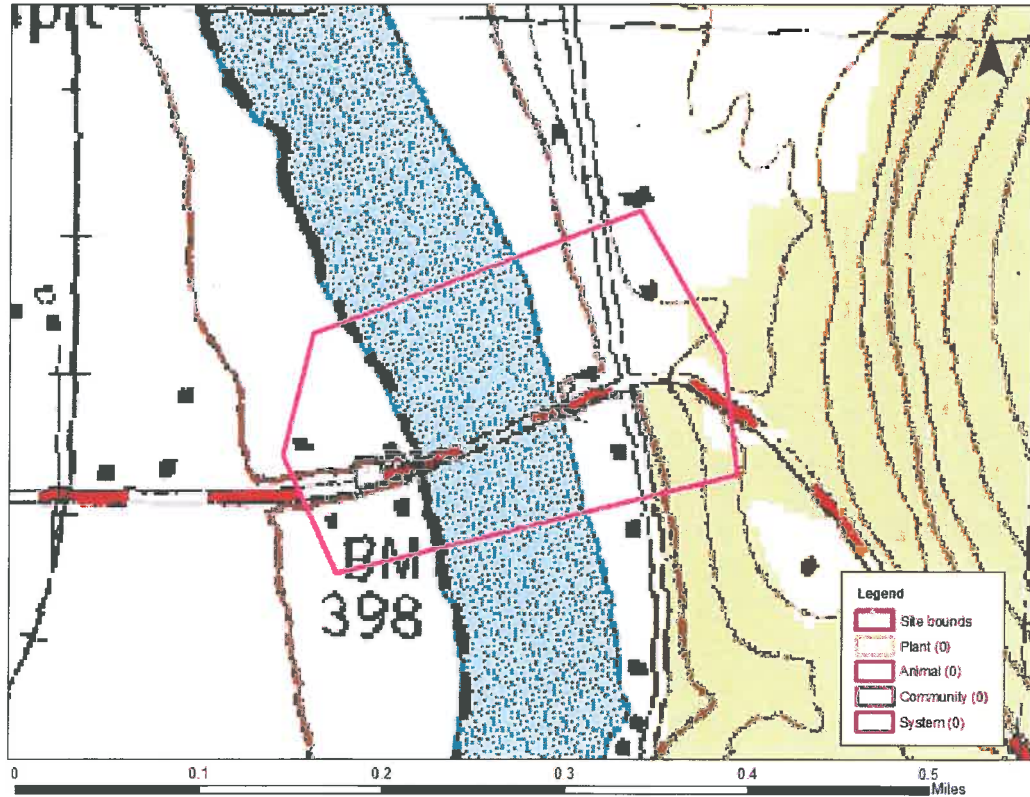 BM
398
Legend
Site bounds
Plant (0)
Animal (0)
Community (0)
System (0)
0 0.1 0.2 0.3 0.4 0.5
Miles